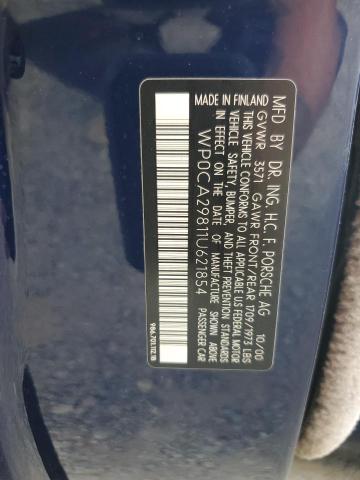 MFD. BY DR. ING. H.C. F. PORSCHE AG
MADE IN FINLAND 10/00
GVWR 3571 GAWR FRONT/REAR 1709/1973 LBS
THIS VEHICLE CONFORMS TO ALL APPLICABLE US FEDERAL MOTOR
VEHICLE SAFETY, BUMPER, AND THEFT PREVENTION STANDARDS
IN EFFECT ON THE DATE OF MANUFACTURE SHOWN ABOVE
WP0CA29811U621854 PASSENGER CAR